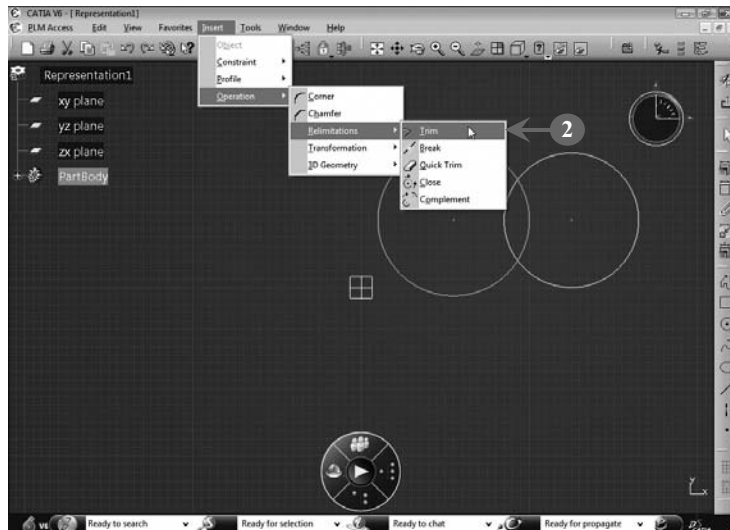 CATIA V6 - [ Representation1]
PLM Access Edit View Favorites Insert Tools Window Help
Object
Constraint
Profile
Operation
Corner
Chamfer
Relimitations
Transformation
3D Geometry
Trim
Break
Quick Trim
Close
Complement
2
Representation1
xy plane
yz plane
zx plane
PartBody
y
x
V6 Ready to search Ready for selection Ready to chat Ready for propagate